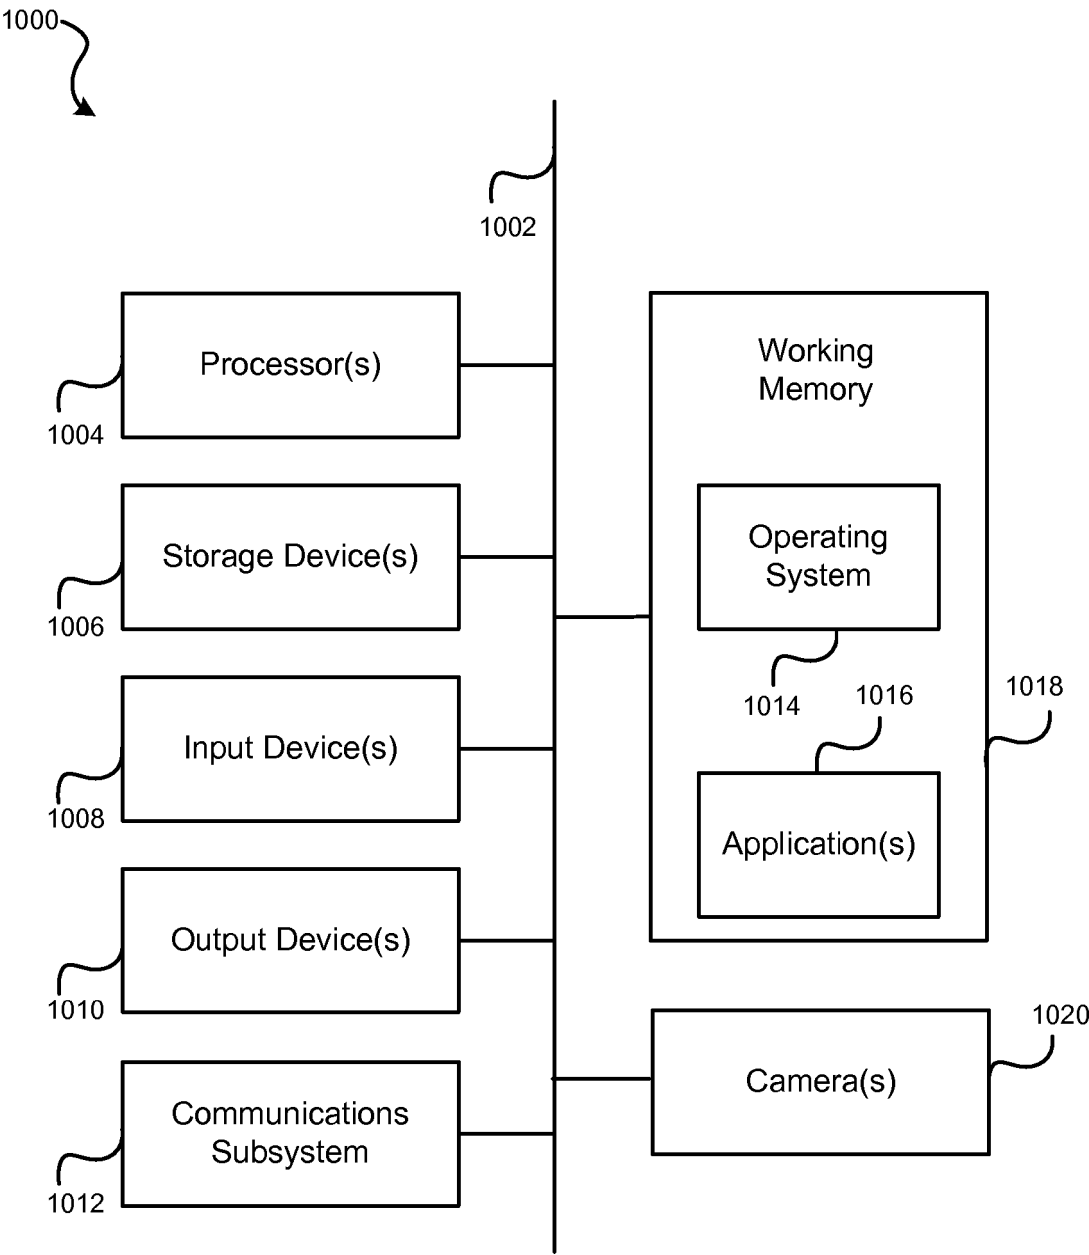 1000
1002
Processor(s)
1004
Storage Device(s)
1006
Input Device(s)
1008
Output Device(s)
1010
Communications
Subsystem
1012
Working
Memory
Operating
System
1014
1016
Application(s)
1018
Camera(s)
1020